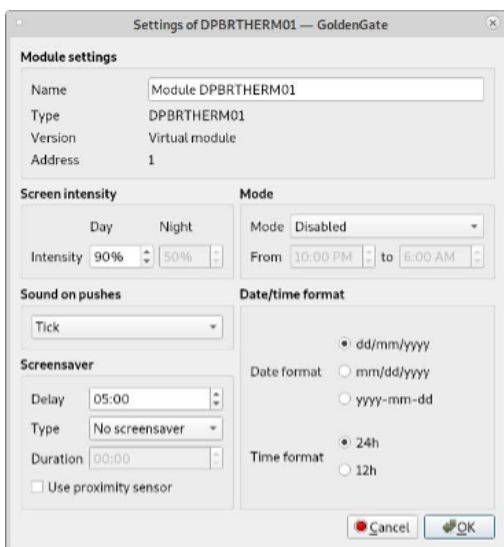 Settings of DPBRTHERM01 — GoldenGate
Module settings
Name Module DPBRTHERM01
Type DPBRTHERM01
Version Virtual module
Address 1
Screen intensity
Day Night
Intensity 90% 50%
Mode
Mode Disabled
From 10:00 PM to 6:00 AM
Sound on pushes
Tick
Screensaver
Delay 05:00
Type No screensaver
Duration 00:00
Use proximity sensor
Date/time format
Date format
dd/mm/yyyy
mm/dd/yyyy
yyyy-mm-dd
Time format
24h
12h
Cancel OK